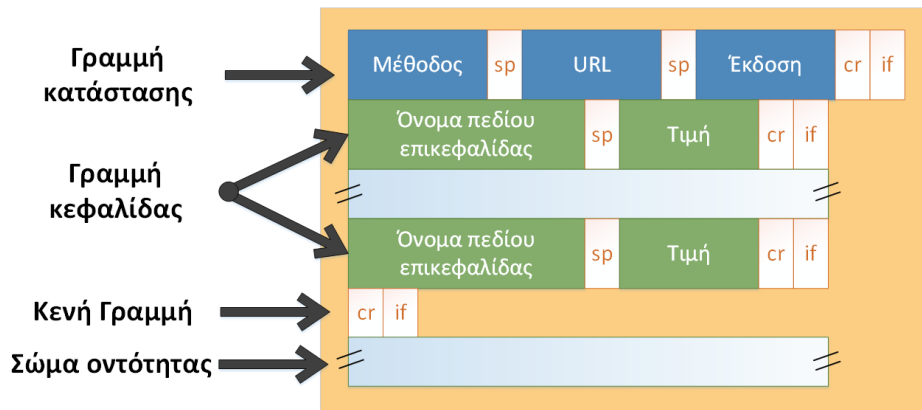 Γραμμή
κατάστασης
Μέθοδος sp URL sp Έκδοση cr if
Όνομα πεδίου
επικεφαλίδας sp Τιμή cr if
Γραμμή
κεφαλίδας
Όνομα πεδίου
επικεφαλίδας sp Τιμή cr if
Κενή Γραμμή
cr if
Σώμα οντότητας